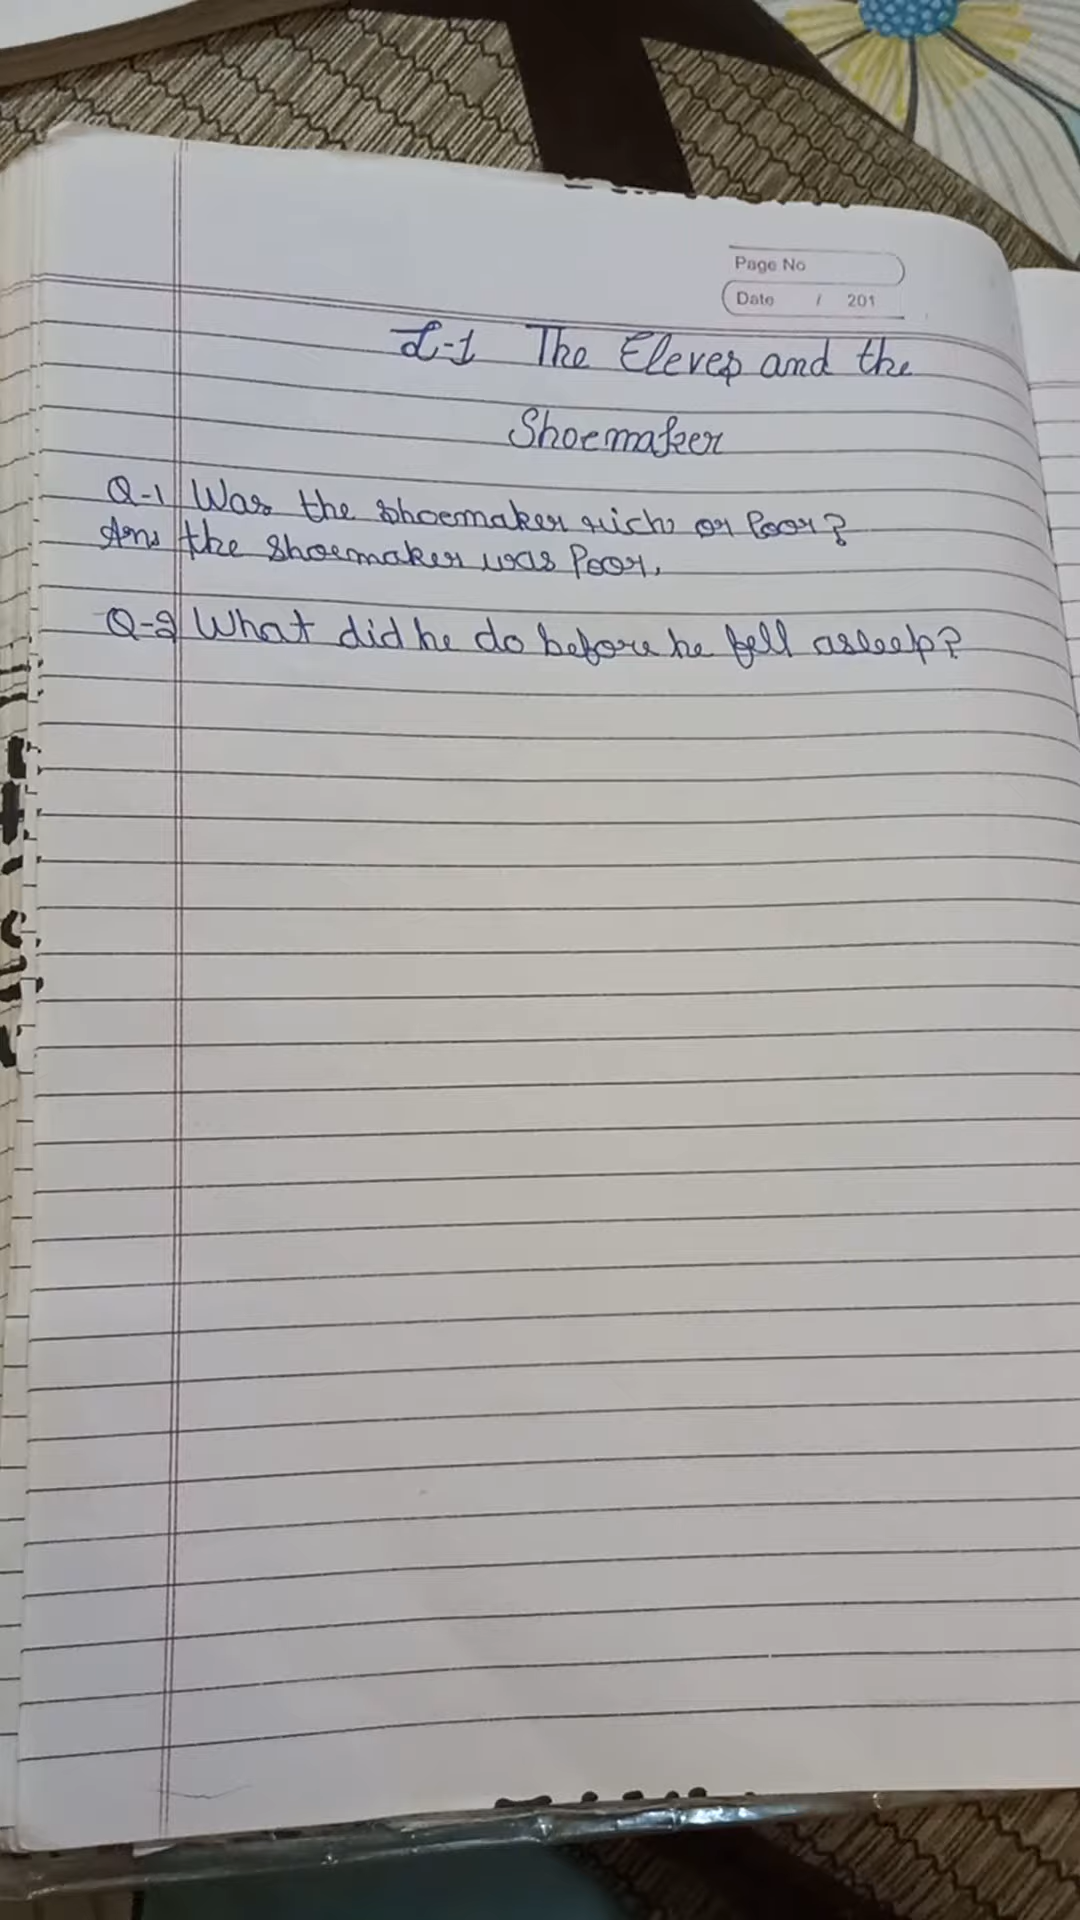 Page No
Date / 201
L-1 The Eleves and the
Shoemaker
Q-1 Was the shoemaker rich or Poor?
Ans the Shoemaker was Poor.
Q-2 What did he do before he fell asleep?